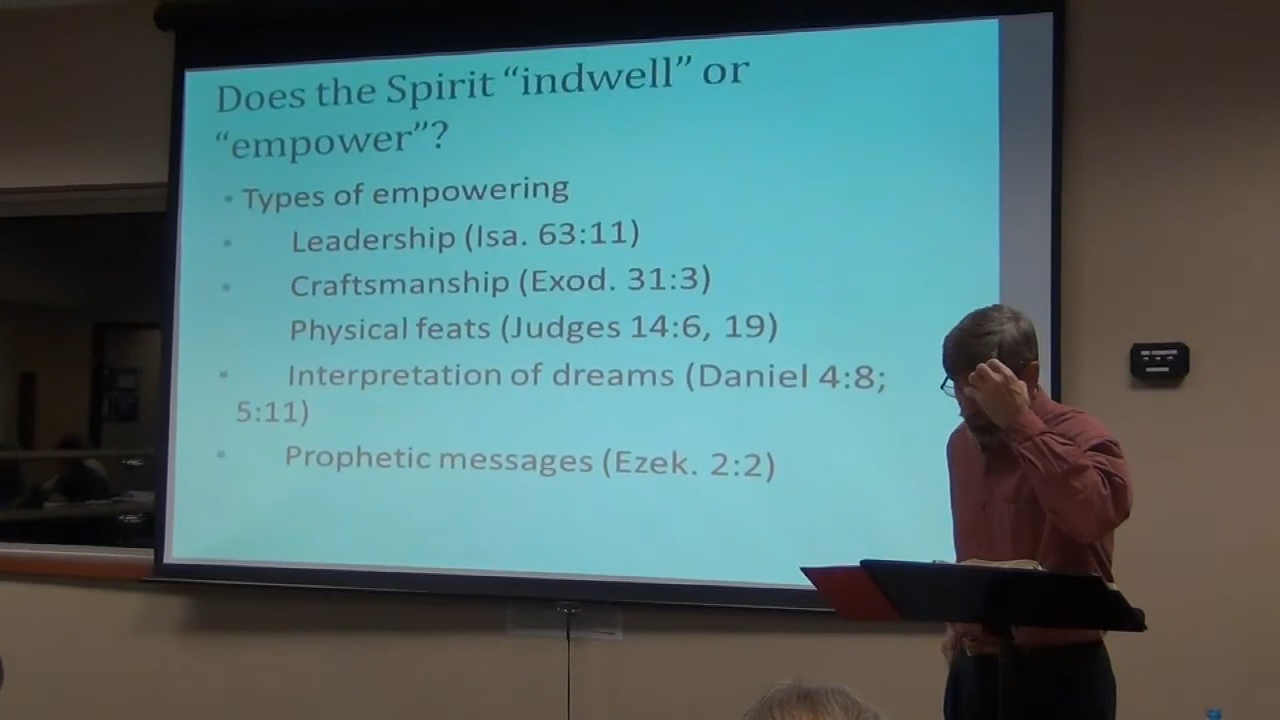 Does the Spirit “indwell” or
“empower”?
• Types of empowering
• Leadership (Isa. 63:11)
• Craftsmanship (Exod. 31:3)
Physical feats (Judges 14:6, 19)
• Interpretation of dreams (Daniel 4:8;
5:11)
• Prophetic messages (Ezek. 2:2)